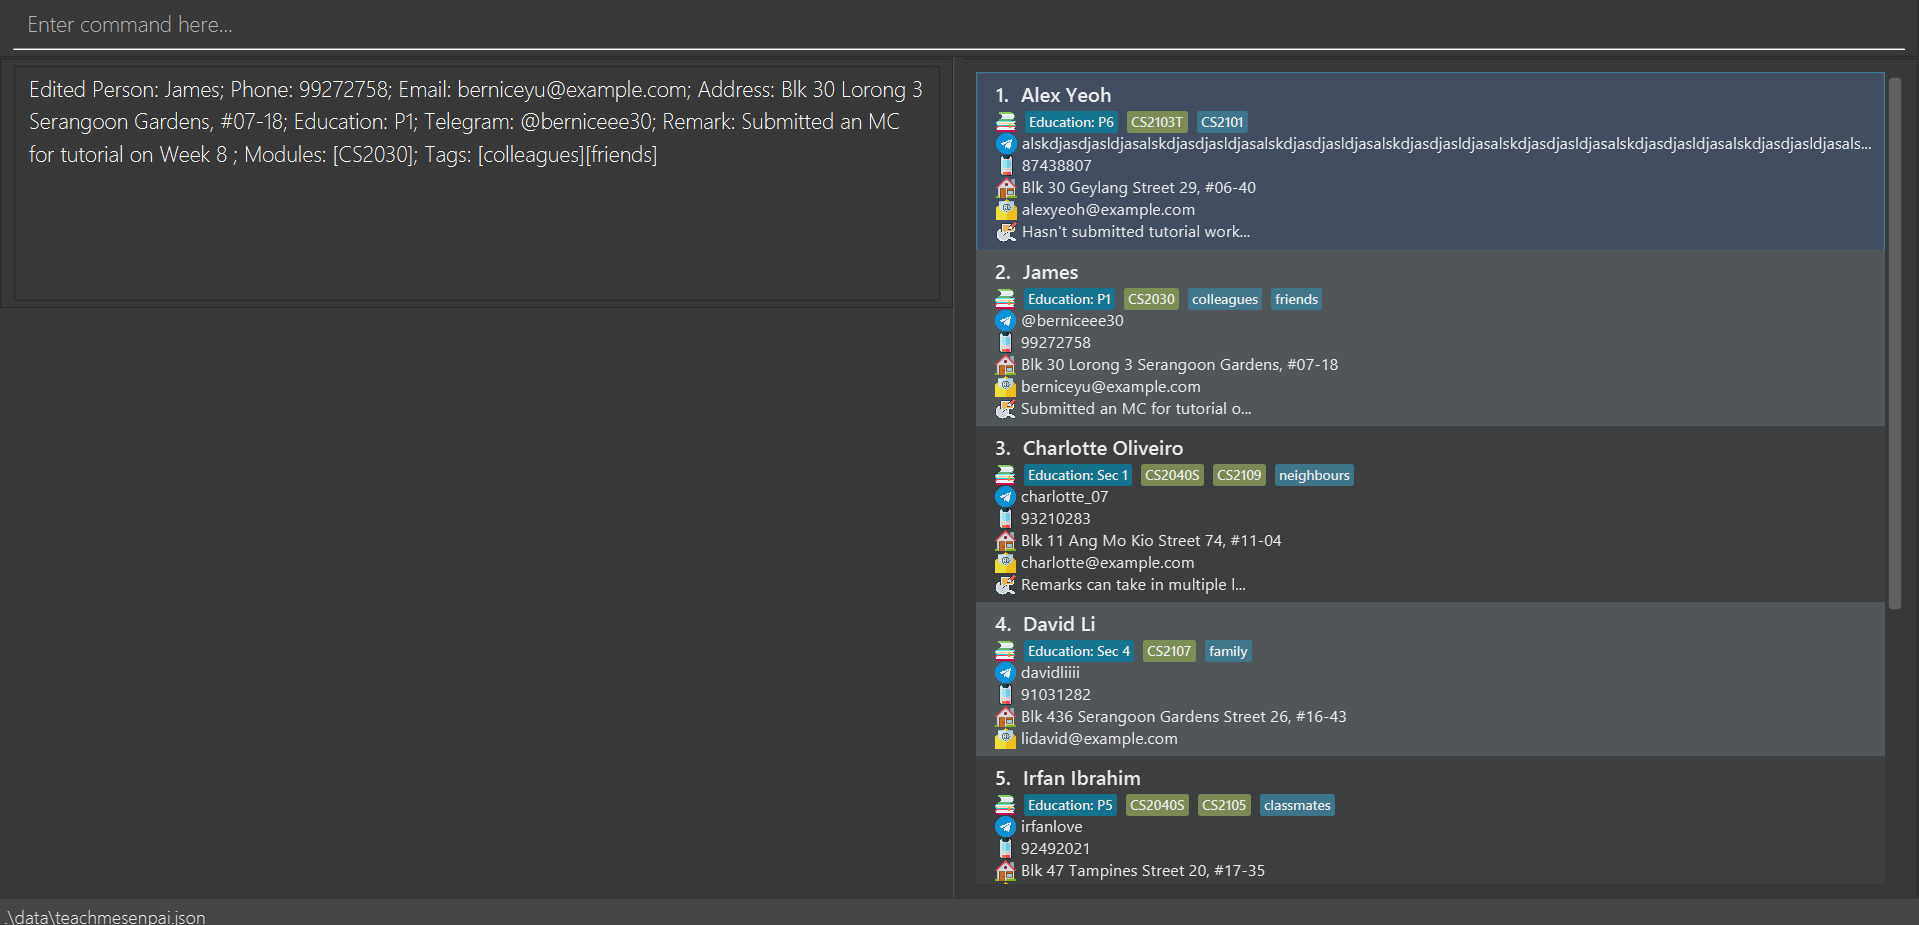 Enter command here...
Edited Person: James; Phone: 99272758; Email: berniceyu@example.com; Address: Blk 30 Lorong 3
Serangoon Gardens, #07-18; Education: P1; Telegram: @berniceee30; Remark: Submitted an MC
for tutorial on Week 8 ; Modules: [CS2030]; Tags: [colleagues][friends]
1. Alex Yeoh
Education: P6 CS2103T CS2101
alskdjasdjasldjasalskdjasdjasldjasalskdjasdjasldjasalskdjasdjasldjasalskdjasdjasldjasalskdjasdjasldjasalskdjasdjasldjasals...
87438807
Blk 30 Geylang Street 29, #06-40
alexyeoh@example.com
Hasn't submitted tutorial work...
2. James
Education: P1 CS2030 colleagues friends
@berniceee30
99272758
Blk 30 Lorong 3 Serangoon Gardens, #07-18
berniceyu@example.com
Submitted an MC for tutorial o...
3. Charlotte Oliveiro
Education: Sec 1 CS2040S CS2109 neighbours
charlotte_07
93210283
Blk 11 Ang Mo Kio Street 74, #11-04
charlotte@example.com
Remarks can take in multiple l...
4. David Li
Education: Sec 4 CS2107 family
davidliiii
91031282
Blk 436 Serangoon Gardens Street 26, #16-43
lidavid@example.com
5. Irfan Ibrahim
Education: P5 CS2040S CS2105 classmates
irfanlove
92492021
Blk 47 Tampines Street 20, #17-35
.\data\teachmesenpai.json